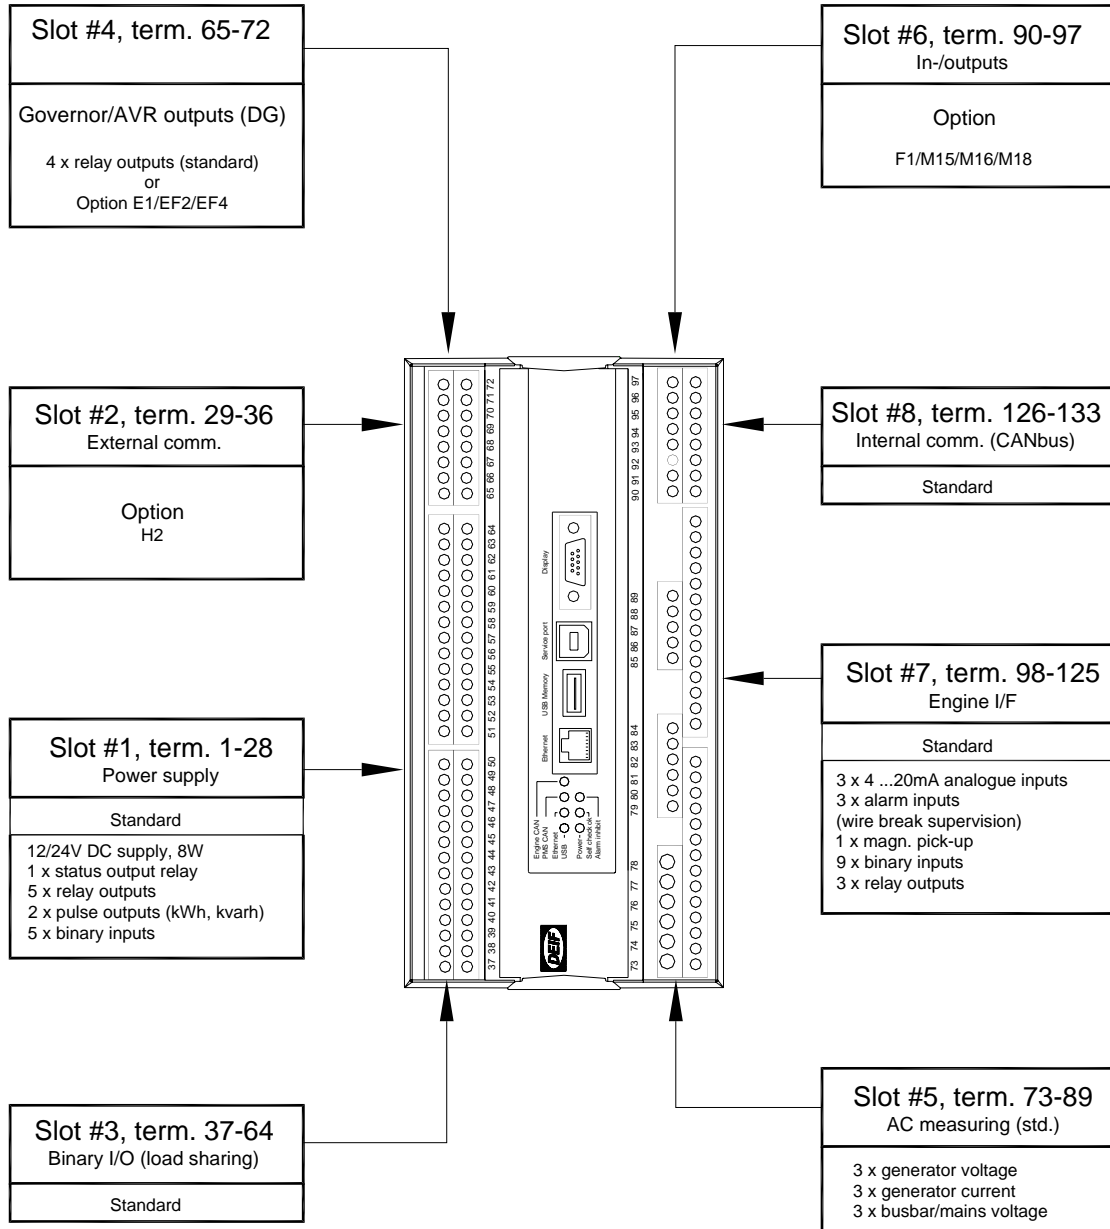 Slot #4, term. 65-72
Governor/AVR outputs (DG)
4 x relay outputs (standard)
or
Option E1/EF2/EF4
Slot #6, term. 90-97
In-/outputs
Option
F1/M15/M16/M18
Slot #2, term. 29-36
External comm.
Option
H2
Slot #8, term. 126-133
Internal comm. (CANbus)
Standard
Slot #1, term. 1-28
Power supply
Standard
12/24V DC supply, 8W
1 x status output relay
5 x relay outputs
2 x pulse outputs (kWh, kvarh)
5 x binary inputs
Slot #7, term. 98-125
Engine I/F
Standard
3 x 4 ...20mA analogue inputs
3 x alarm inputs
(wire break supervision)
1 x magn. pick-up
9 x binary inputs
3 x relay outputs
Slot #3, term. 37-64
Binary I/O (load sharing)
Standard
Slot #5, term. 73-89
AC measuring (std.)
3 x generator voltage
3 x generator current
3 x busbar/mains voltage
65 66 67 68 69 70 71 72
51 52 53 54 55 56 57 58 59 60 61 62 63 64
37 38 39 40 41 42 43 44 45 46 47 48 49 50
90 91 92 93 94 95 96 97
85 86 87 88 89
79 80 81 82 83 84
73 74 75 76 77 78
Display
Service port
USB Memory
Ethernet
Engine CAN
PMS CAN
Ethernet
USB
Power
Self check ok
Alarm inhibit
DEIF